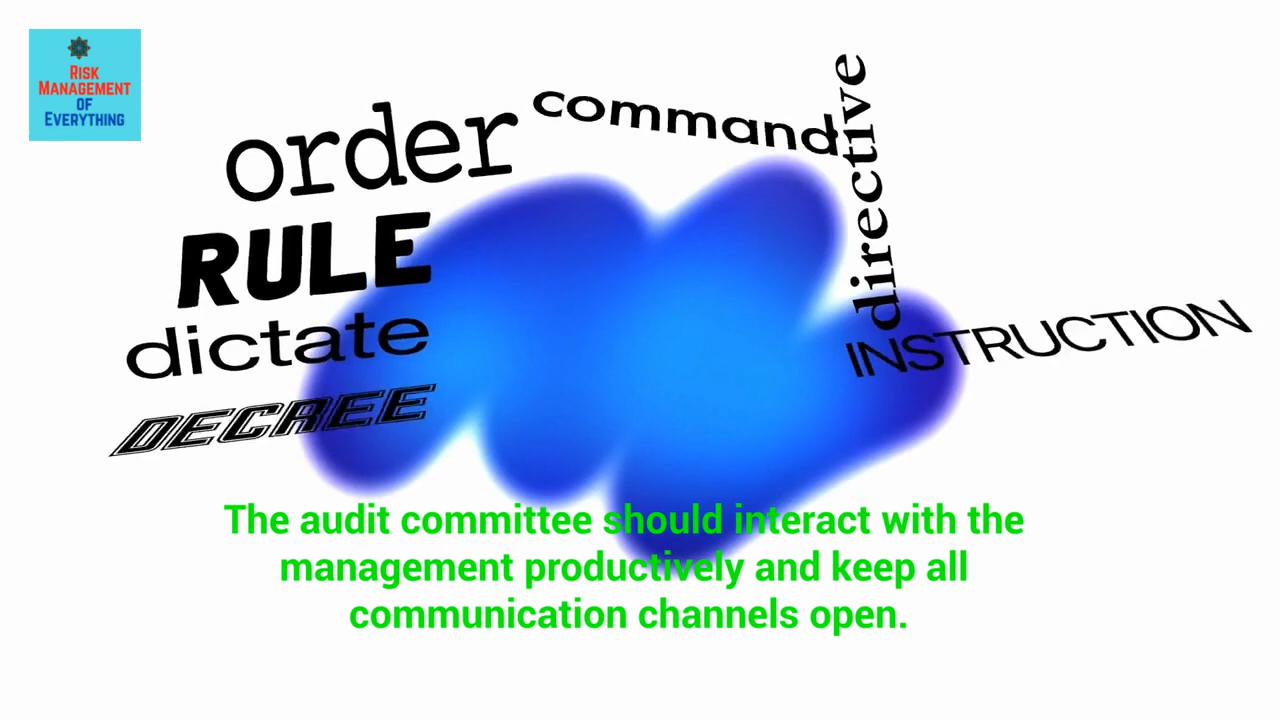 RISK
MANAGEMENT
OF
EVERYTHING
order
command
directive
RULE
dictate
INSTRUCTION
DECREE
The audit committee should interact with the
management productively and keep all
communication channels open.